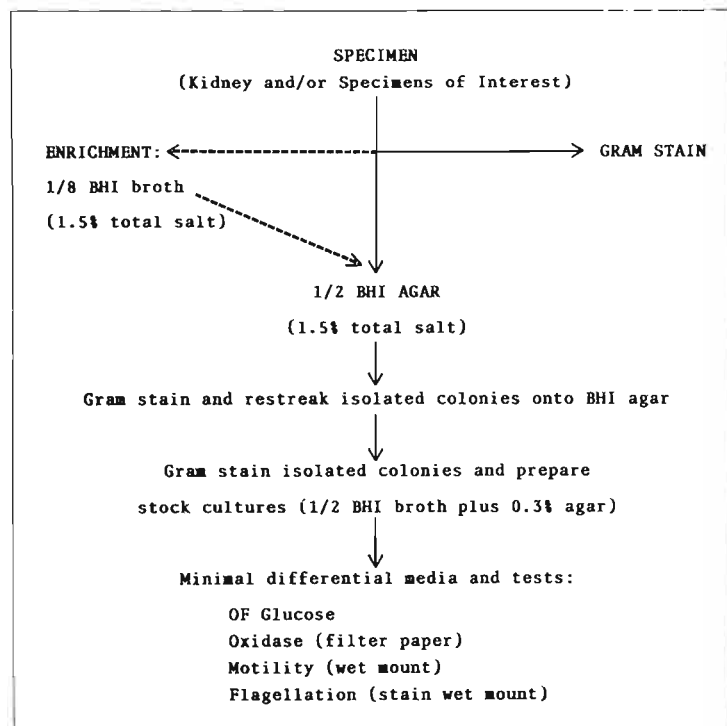 SPECIMEN
(Kidney and/or Specimens of Interest)
ENRICHMENT:
GRAM STAIN
1/8 BHI broth
(1.5% total salt)
1/2 BHI AGAR
(1.5% total salt)
Gram stain and restreak isolated colonies onto BHI agar
Gram stain isolated colonies and prepare
stock cultures (1/2 BHI broth plus 0.3% agar)
Minimal differential media and tests:
OF Glucose
Oxidase (filter paper)
Motility (wet mount)
Flagellation (stain wet mount)